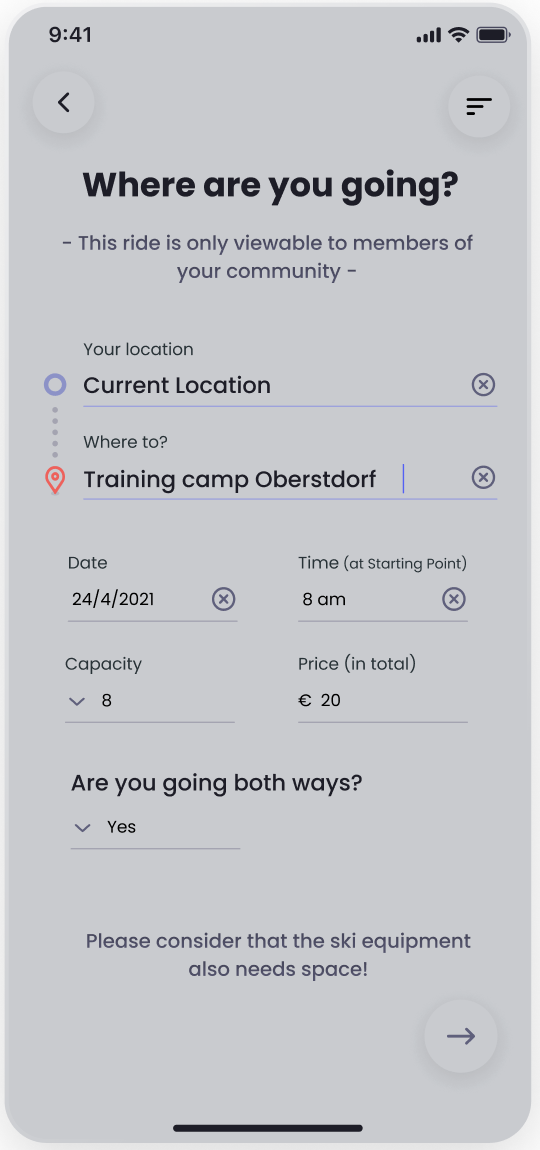 9:41
Where are you going?
- This ride is only viewable to members of
your community -
Your location
Current Location
Where to?
Training camp Oberstdorf
Date
Time (at Starting Point)
24/4/2021
8 am
Capacity
Price (in total)
8
€ 20
Are you going both ways?
Yes
Please consider that the ski equipment
also needs space!